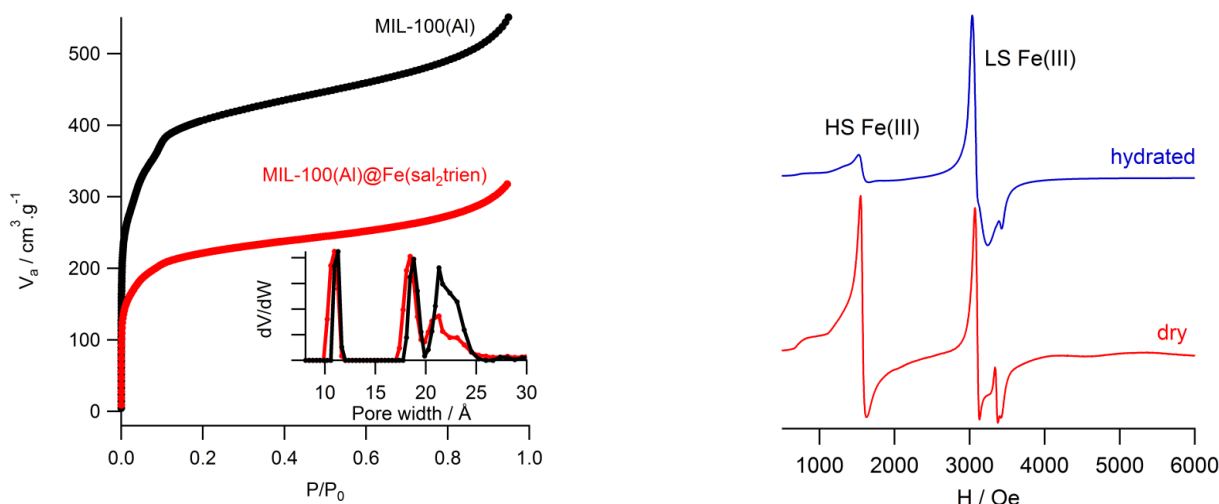 500
400
300
200
100
0
Vₐ / cm³.g⁻¹
MIL-100(Al)
MIL-100(Al)@Fe(sal₂trien)
dV/dW
10 15 20 25 30
Pore width / Å
0.0 0.2 0.4 0.6 0.8 1.0
P/P₀
LS Fe(III)
HS Fe(III)
hydrated
dry
1000 2000 3000 4000 5000 6000
H / Oe